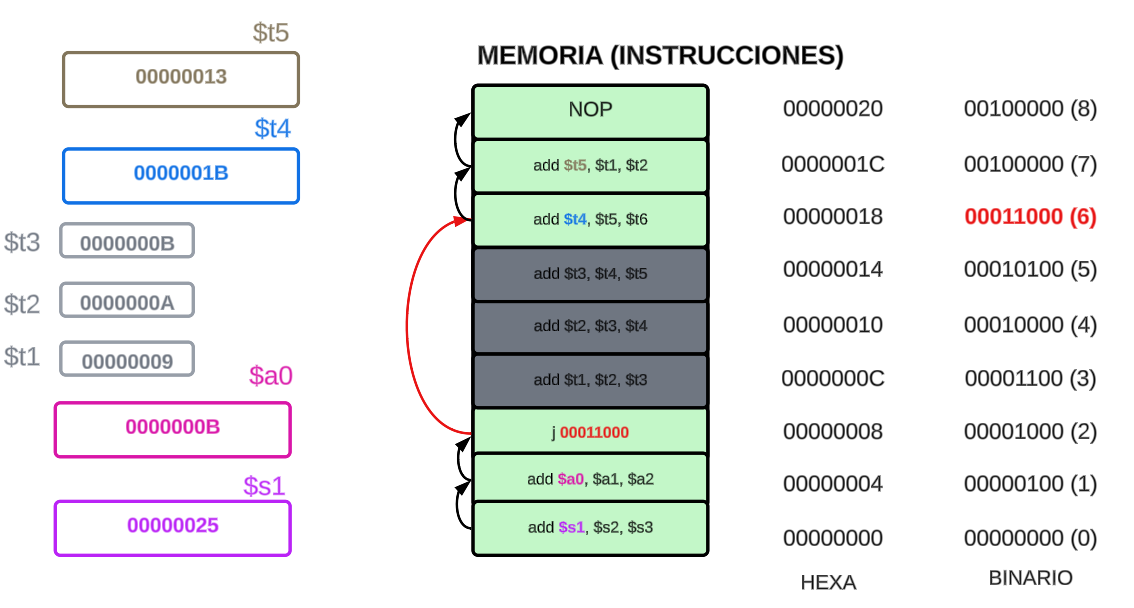 $t5
00000013
$t4
0000001B
$t3
0000000B
$t2
0000000A
$t1
00000009
$a0
0000000B
$s1
00000025
MEMORIA (INSTRUCCIONES)
NOP 00000020 00100000 (8)
add $t5, $t1, $t2 0000001C 00100000 (7)
add $t4, $t5, $t6 00000018 00011000 (6)
add $t3, $t4, $t5 00000014 00010100 (5)
add $t2, $t3, $t4 00000010 00010000 (4)
add $t1, $t2, $t3 0000000C 00001100 (3)
j 00011000 00000008 00001000 (2)
add $a0, $a1, $a2 00000004 00000100 (1)
add $s1, $s2, $s3 00000000 00000000 (0)
HEXA BINARIO